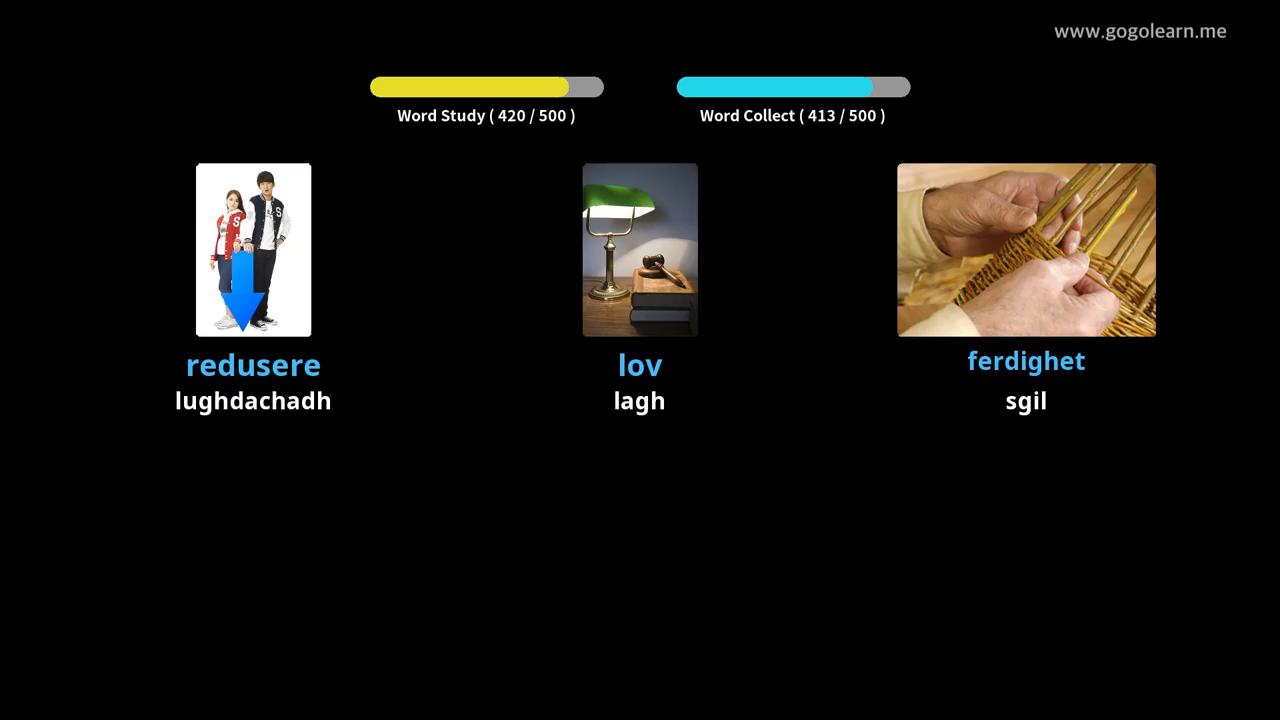 www.gogolearn.me
Word Study ( 420 / 500 )
Word Collect ( 413 / 500 )
S
S
redusere
lov
ferdighet
lughdachadh
lagh
sgil